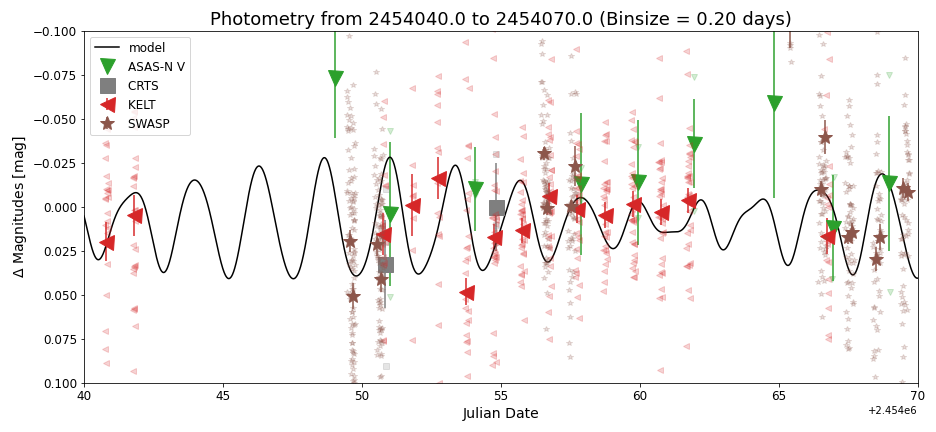 Photometry from 2454040.0 to 2454070.0 (Binsize = 0.20 days)
model
ASAS-N V
CRTS
KELT
SWASP
Δ Magnitudes [mag]
−0.100
−0.075
−0.050
−0.025
0.000
0.025
0.050
0.075
0.100
40 45 50 55 60 65 70
+2.454e6
Julian Date